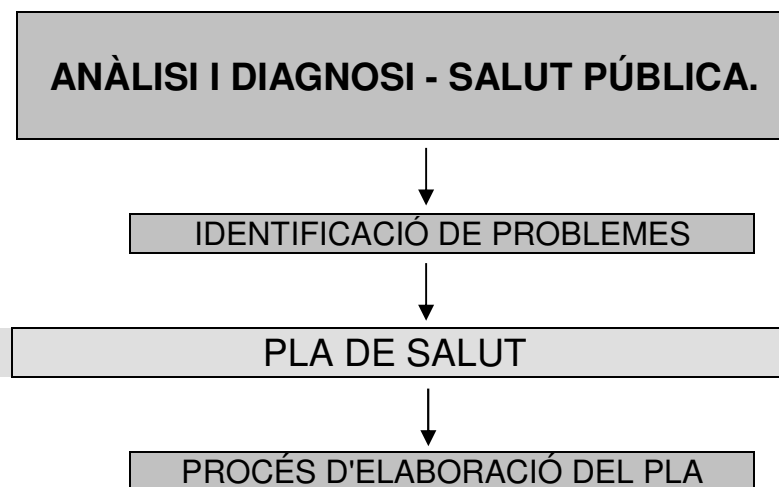 ANÀLISI I DIAGNOSI - SALUT PÚBLICA.
IDENTIFICACIÓ DE PROBLEMES
PLA DE SALUT
PROCÉS D'ELABORACIÓ DEL PLA